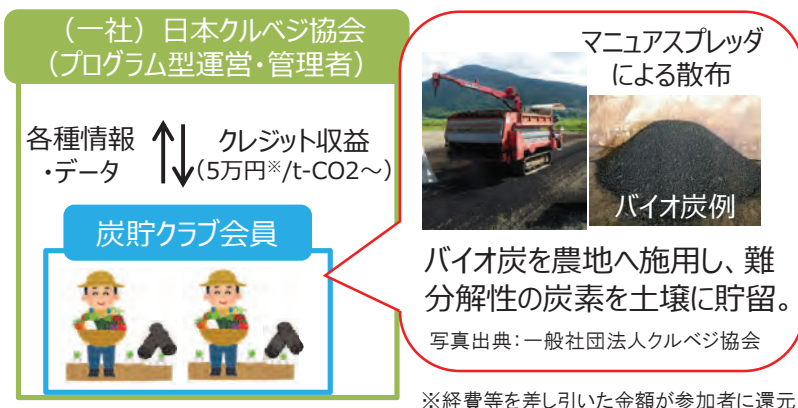 （一社）日本クルベジ協会
（プログラム型運営・管理者）
各種情報
・データ
クレジット収益
（5万円※/t-CO2～）
炭貯クラブ会員
マニュアスプレッダ
による散布
バイオ炭例
バイオ炭を農地へ施用し、難
分解性の炭素を土壌に貯留。
写真出典：一般社団法人クルベジ協会
※経費等を差し引いた金額が参加者に還元